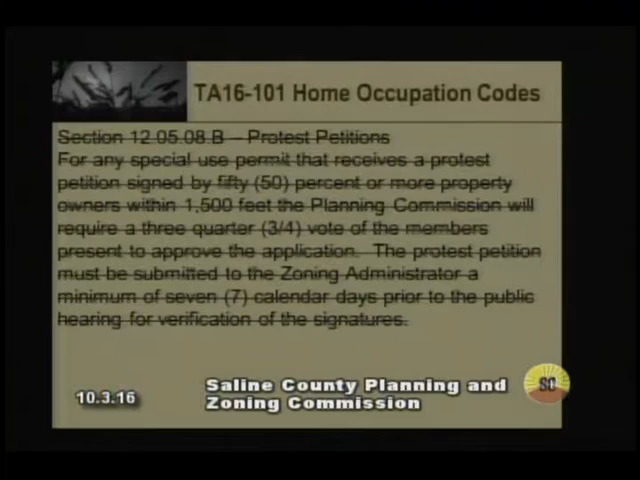 TA16-101 Home Occupation Codes
Section 12.05.08.B – Protest Petitions
For any special use permit that receives a protest
petition signed by fifty (50) percent or more property
owners within 1,500 feet the Planning Commission will
require a three quarter (3/4) vote of the members
present to approve the application. The protest petition
must be submitted to the Zoning Administrator a
minimum of seven (7) calendar days prior to the public
hearing for verification of the signatures.
10.3.16
Saline County Planning and
Zoning Commission
SC